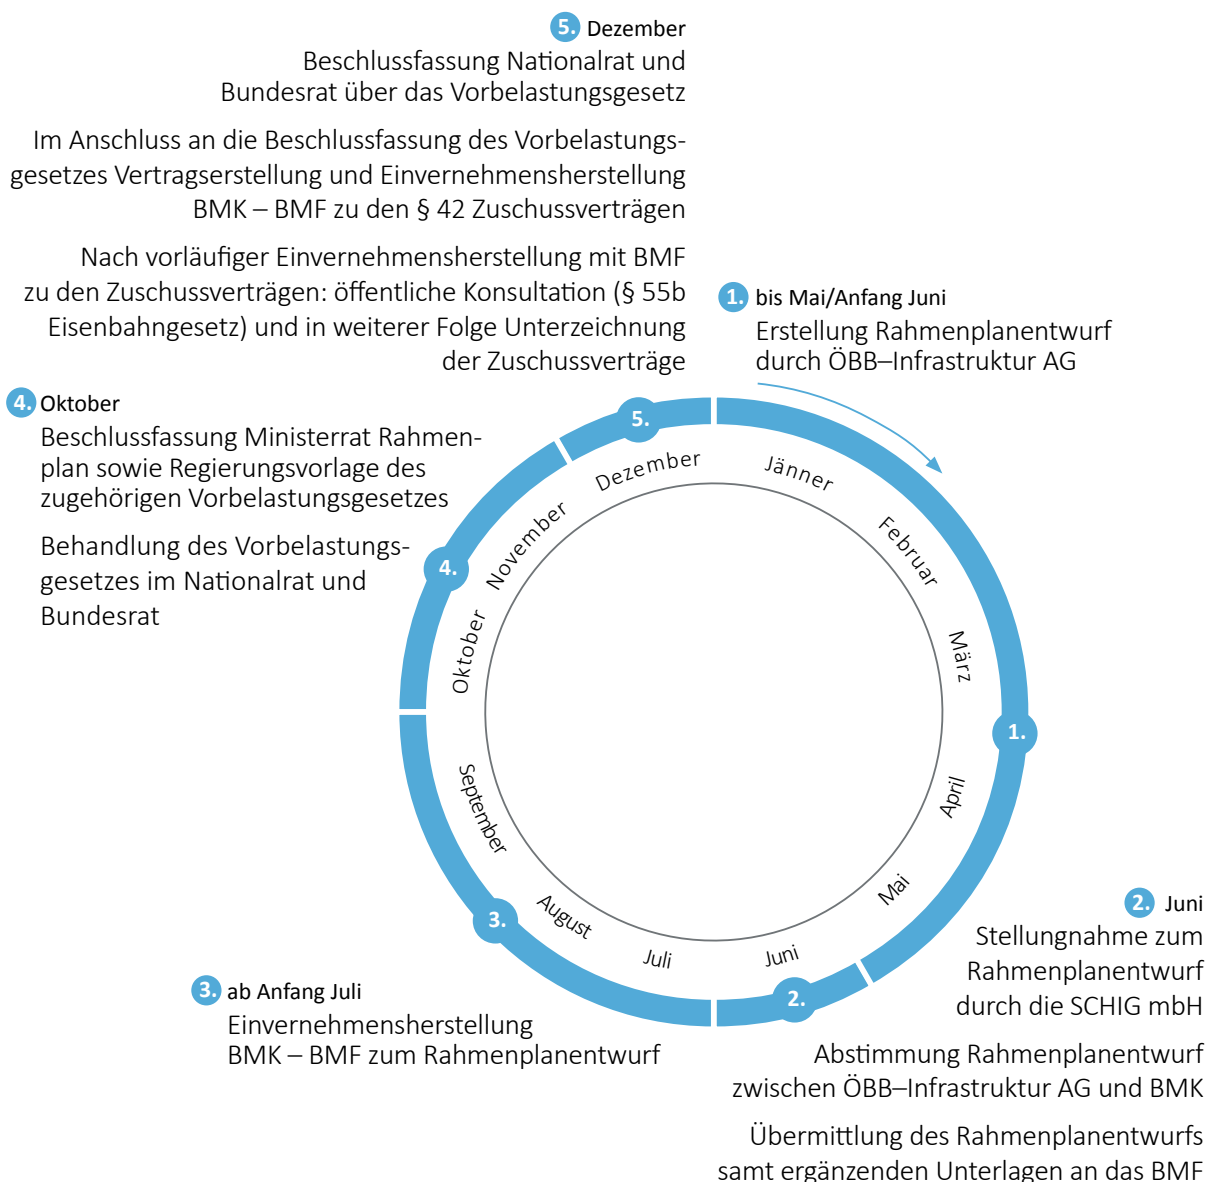 5. Dezember
Beschlussfassung Nationalrat und
Bundesrat über das Vorbelastungsgesetz
Im Anschluss an die Beschlussfassung des Vorbelastungs-
gesetzes Vertragserstellung und Einvernehmensherstellung
BMK – BMF zu den § 42 Zuschussverträgen
Nach vorläufiger Einvernehmensherstellung mit BMF
zu den Zuschussverträgen: öffentliche Konsultation (§ 55b
Eisenbahngesetz) und in weiterer Folge Unterzeichnung
der Zuschussverträge
1. bis Mai/Anfang Juni
Erstellung Rahmenplanentwurf
durch ÖBB–Infrastruktur AG
4. Oktober
Beschlussfassung Ministerrat Rahmen-
plan sowie Regierungsvorlage des
zugehörigen Vorbelastungsgesetzes
Behandlung des Vorbelastungs-
gesetzes im Nationalrat und
Bundesrat
5.
4.
3.
2.
1.
Jänner
Februar
März
April
Mai
Juni
Juli
August
September
Oktober
November
Dezember
2. Juni
Stellungnahme zum
Rahmenplanentwurf
durch die SCHIG mbH
Abstimmung Rahmenplanentwurf
zwischen ÖBB–Infrastruktur AG und BMK
Übermittlung des Rahmenplanentwurfs
samt ergänzenden Unterlagen an das BMF
3. ab Anfang Juli
Einvernehmensherstellung
BMK – BMF zum Rahmenplanentwurf